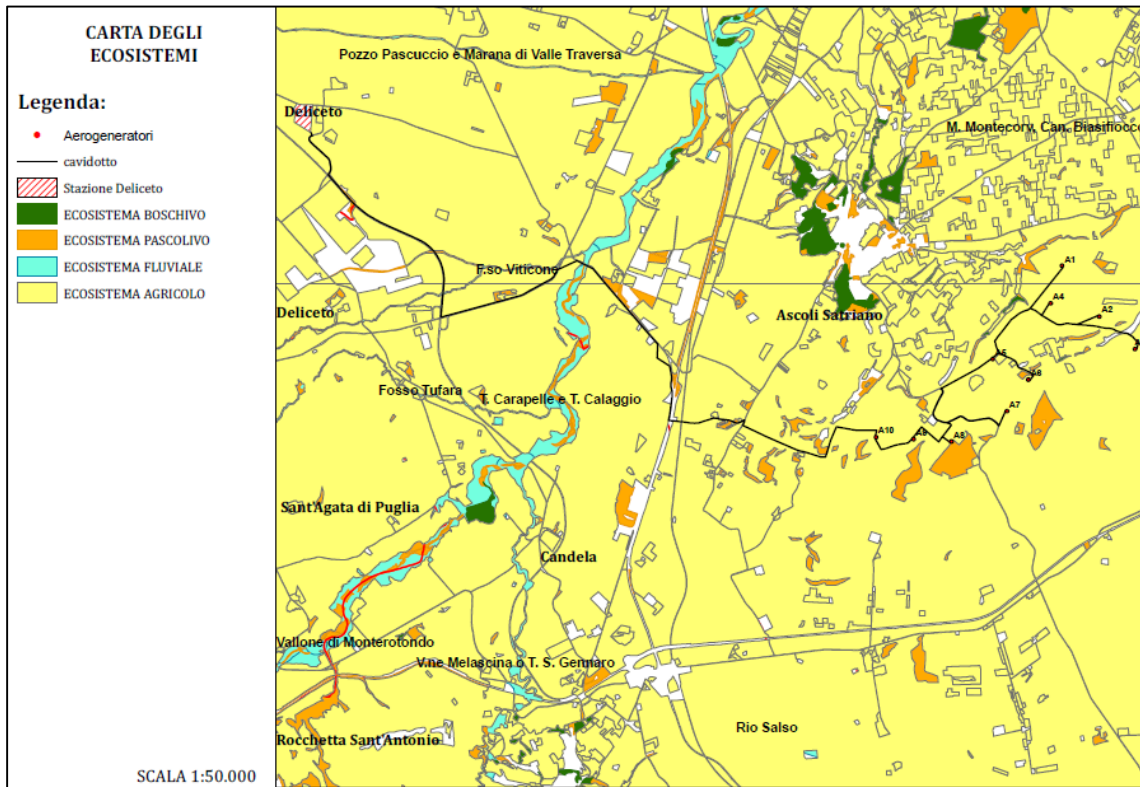 CARTA DEGLI
ECOSISTEMI
Legenda:
Aerogeneratori
cavidotto
Stazione Deliceto
ECOSISTEMA BOSCHIVO
ECOSISTEMA PASCOLIVO
ECOSISTEMA FLUVIALE
ECOSISTEMA AGRICOLO
SCALA 1:50.000
Pozzo Pascuccio e Marana di Valle Traversa
Deliceto
M. Montecorv, Can. Biasifiocco
F.so Viticone
A1
A4
A2
Deliceto
Ascoli Satriano
Fosso Tufara
T. Carapelle e T. Calaggio
A7
A10
Sant'Agata di Puglia
Candela
Vallone di Monterotondo
V.ne Melascina o T. S. Gennaro
Rio Salso
Rocchetta Sant'Antonio